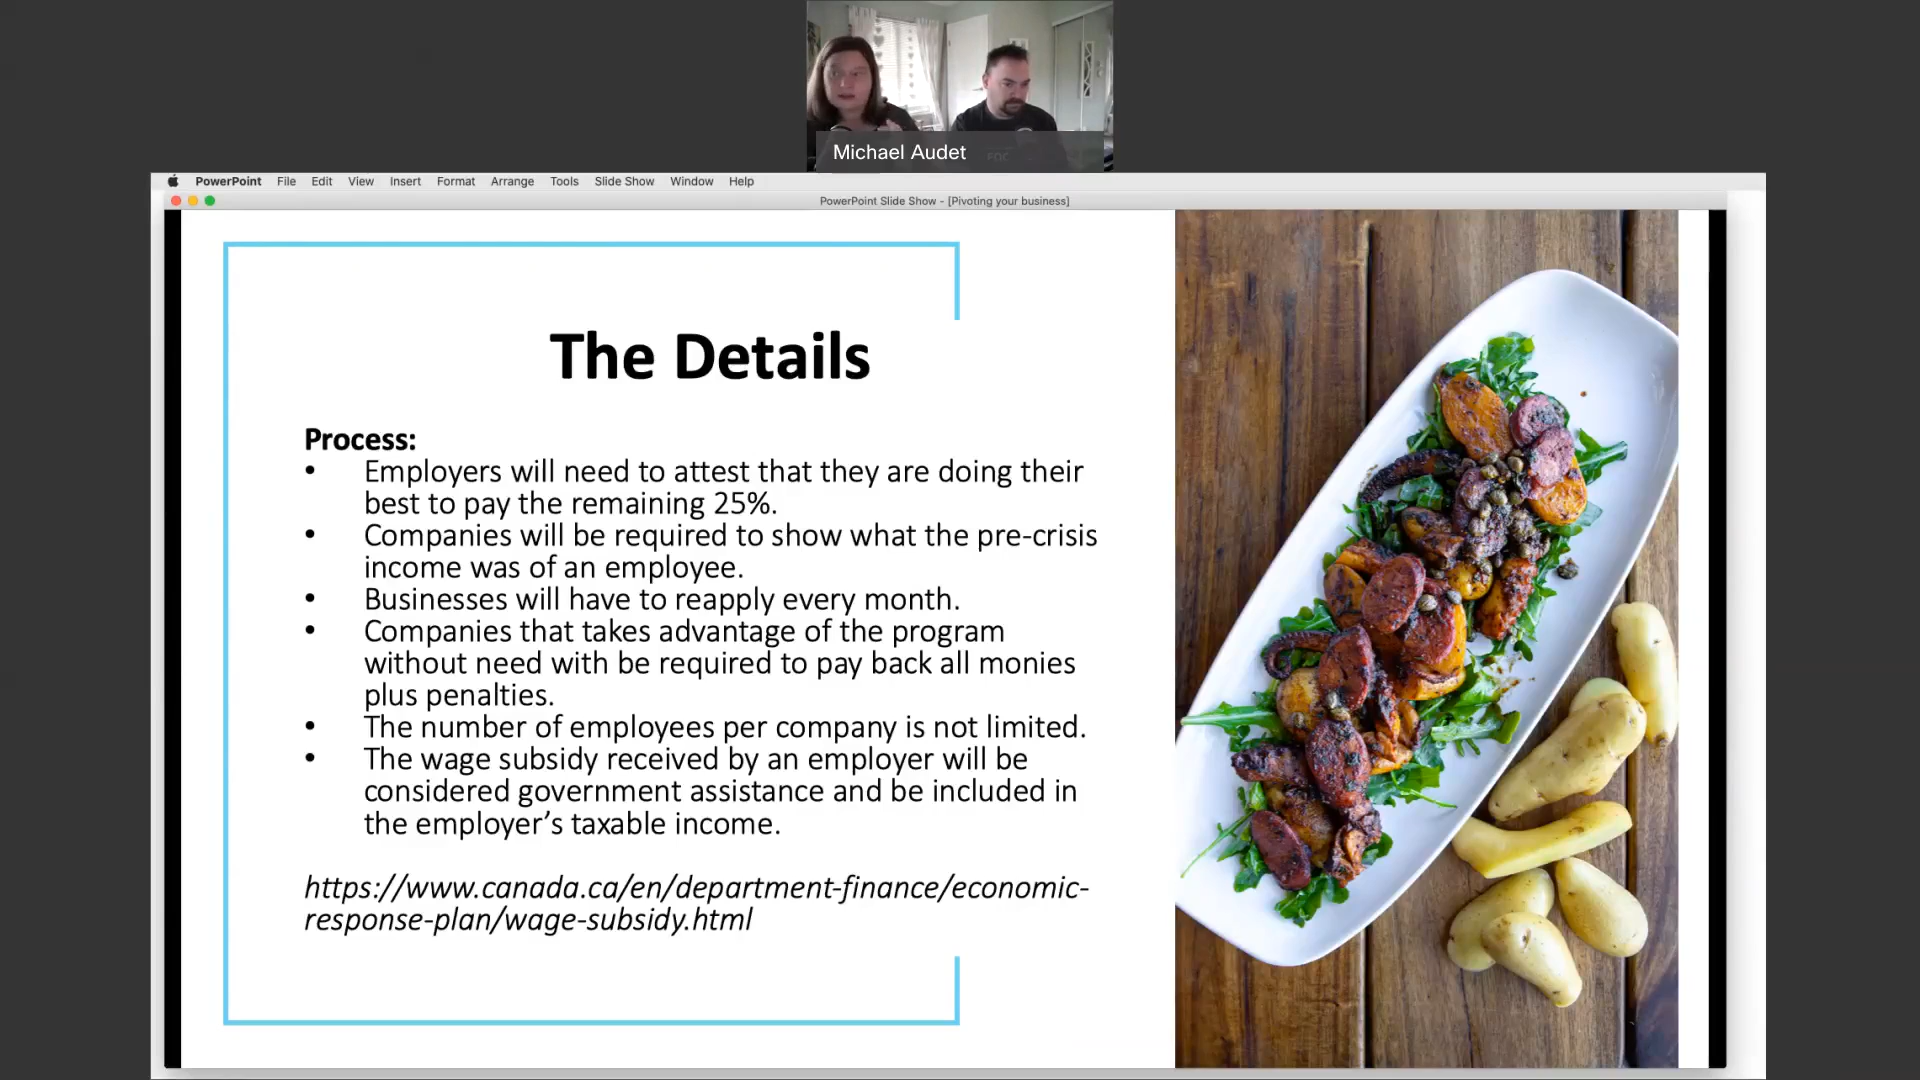 Michael Audet
PowerPoint File Edit View Insert Format Arrange Tools Slide Show Window Help
PowerPoint Slide Show - [Pivoting your business]
The Details
Process:
• Employers will need to attest that they are doing their
best to pay the remaining 25%.
• Companies will be required to show what the pre-crisis
income was of an employee.
• Businesses will have to reapply every month.
• Companies that takes advantage of the program
without need with be required to pay back all monies
plus penalties.
• The number of employees per company is not limited.
• The wage subsidy received by an employer will be
considered government assistance and be included in
the employer’s taxable income.
https://www.canada.ca/en/department-finance/economic-
response-plan/wage-subsidy.html